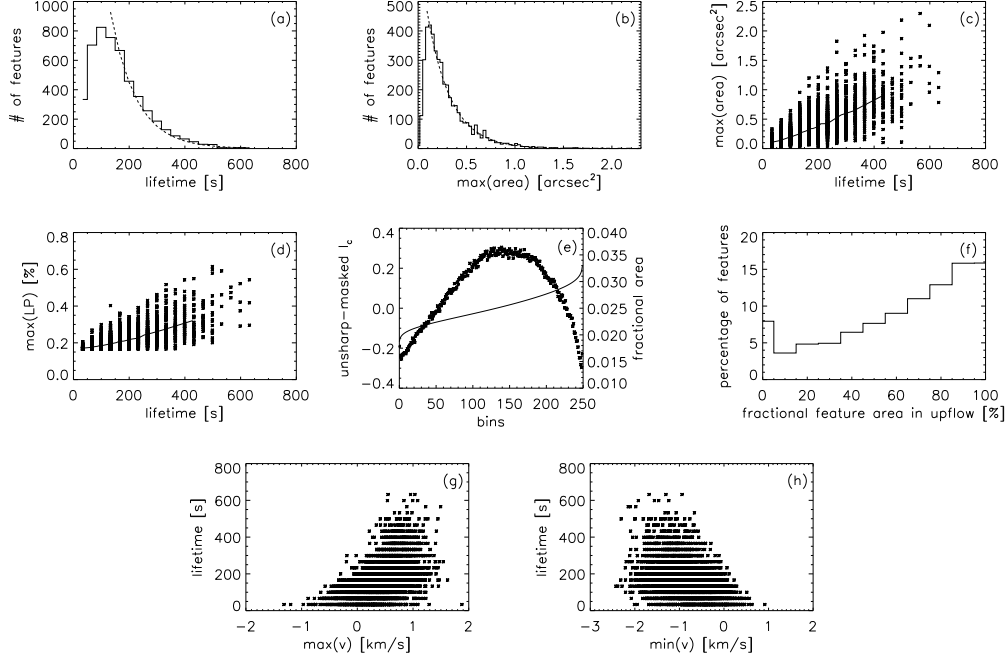 (a)
# of features
1000
800
600
400
200
0
0 200 400 600 800
lifetime [s]
(b)
# of features
500
400
300
200
100
0
0.0 0.5 1.0 1.5 2.0
max(area) [arcsec²]
(c)
max(area) [arcsec²]
2.5
2.0
1.5
1.0
0.5
0.0
0 200 400 600 800
lifetime [s]
(d)
max(LP) [%]
0.8
0.6
0.4
0.2
0.0
0 200 400 600 800
lifetime [s]
(e)
unsharp-masked I_c
0.4
0.2
0.0
−0.2
−0.4
0 50 100 150 200 250
bins
0.040
0.035
0.030
0.025
0.020
0.015
0.010
fractional area
(f)
percentage of features
20
15
10
5
0
0 20 40 60 80 100
fractional feature area in upflow [%]
(g)
lifetime [s]
800
600
400
200
0
−2 −1 0 1 2
max(v) [km/s]
(h)
lifetime [s]
800
600
400
200
0
−3 −2 −1 0 1 2
min(v) [km/s]